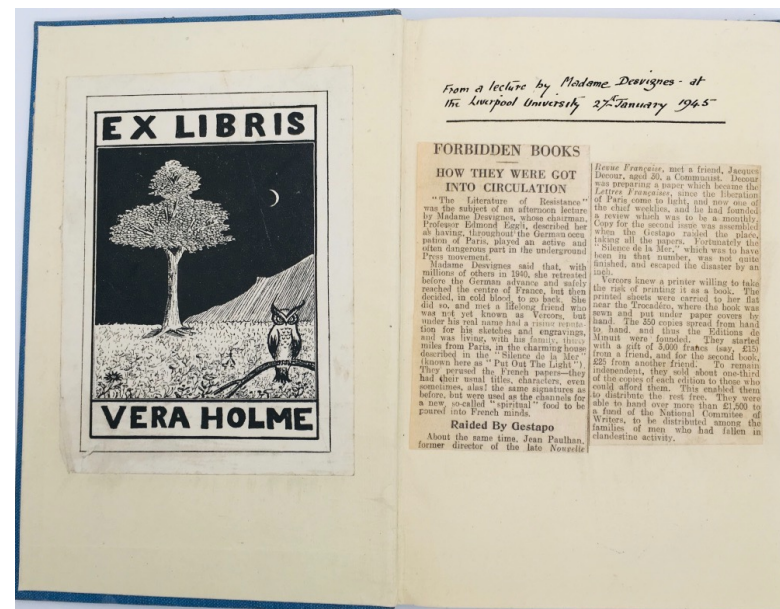 EX LIBRIS
VERA HOLME
From a lecture by Madame Desvignes - at
the Liverpool University 27th January 1945
FORBIDDEN BOOKS
HOW THEY WERE GOT
INTO CIRCULATION
"The Literature of Resistance"
was the subject of an afternoon lecture
by Madame Desvignes, whose chairman,
Professor Edmond Eggli, described her
as having, throughout the German occu
pation of Paris, played an active and
often dangerous part in the underground
Press movement.
Madame Desvignes said that, with
millions of others in 1940, she retreated
before the German advance and safely
reached the centre of France, but then
decided, in cold blood, to go back. She
did so, and met a lifelong friend who
was not yet known as Vercors, but
under his real name had a rising reputa-
tion for his sketches and engravings,
and was living, with his family, thirty
miles from Paris, in the charming house
described in the "Silence de la Mer"
(known here as "Put Out The Light").
They perused the French papers—they
had their usual titles, characters, even
sometimes, alas! the same signatures as
before, but were used as the channels for
a new, so-called "spiritual" food to be
poured into French minds.
Raided By Gestapo
About the same time, Jean Paulhan,
former director of the late Nouvelle
Revue Française, met a friend, Jacques
Decour, aged 30, a Communist. Decour
was preparing a paper which became the
Lettres Françaises, since the liberation
of Paris come to light, and now one of
the chief weeklies, and he had founded
a review which was to be a monthly.
Copy for the second issue was assembled
when the Gestapo raided the place,
taking all the papers. Fortunately the
"Silence de la Mer," which was to have
been in that number, was not quite
finished, and escaped the disaster by an
inch.
Vercors knew a printer willing to take
the risk of printing it as a book. The
printed sheets were carried to her flat
near the Trocadéro, where the book was
sewn and put under paper covers by
hand. The 350 copies spread from hand
to hand, and thus the Editions de
Minuit were founded. They started
with a gift of 3,000 francs (say, £15)
from a friend, and for the second book,
£25 from another friend. To remain
independent, they sold about one-third
of the copies of each edition to those who
could afford them. This enabled them
to distribute the rest free. They were
able to hand over more than £1,500 to
a fond of the National Commitee of
Writers, to be distributed among the
families of men who had fallen in
clandestine activity.